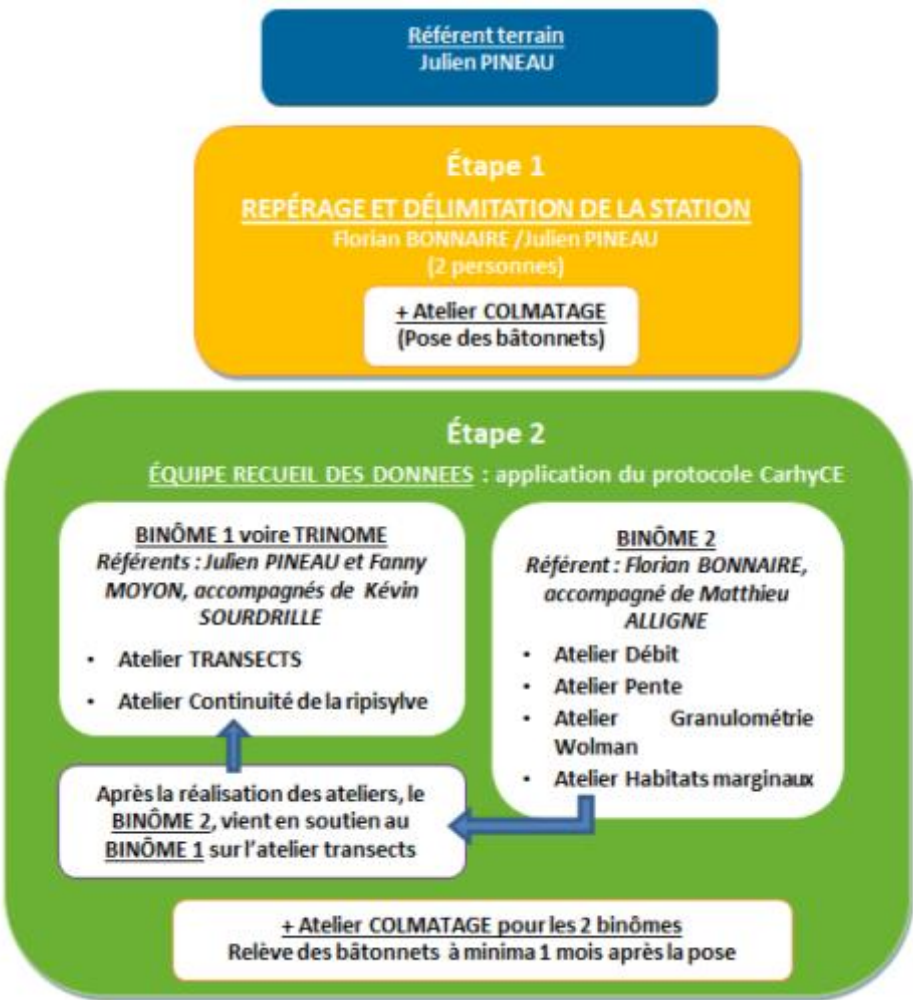 Référent terrain
Julien PINEAU
Étape 1
REPÉRAGE ET DÉLIMITATION DE LA STATION
Florian BONNAIRE /Julien PINEAU
(2 personnes)
+ Atelier COLMATAGE
(Pose des bâtonnets)
Étape 2
ÉQUIPE RECUEIL DES DONNEES : application du protocole CarhyCE
BINÔME 1 voire TRINOME
Référents : Julien PINEAU et Fanny
MOYON, accompagnés de Kévin
SOURDRILLE
• Atelier TRANSECTS
• Atelier Continuité de la ripisylve
BINÔME 2
Référent : Florian BONNAIRE,
accompagné de Matthieu
ALLIGNE
• Atelier Débit
• Atelier Pente
• Atelier Granulométrie
Wolman
• Atelier Habitats marginaux
Après la réalisation des ateliers, le
BINÔME 2, vient en soutien au
BINÔME 1 sur l'atelier transects
+ Atelier COLMATAGE pour les 2 binômes
Relève des bâtonnets à minima 1 mois après la pose